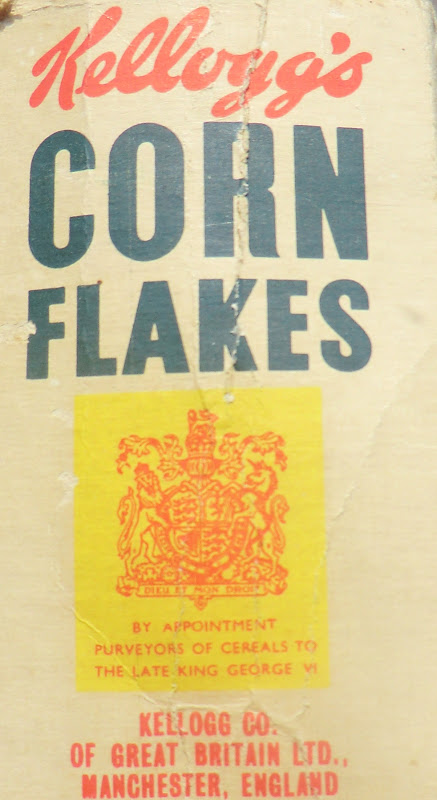 Kellogg's
CORN
FLAKES
DIEU ET MON DROIT
BY APPOINTMENT
PURVEYORS OF CEREALS TO
THE LATE KING GEORGE VI
KELLOGG CO.
OF GREAT BRITAIN LTD.,
MANCHESTER, ENGLAND